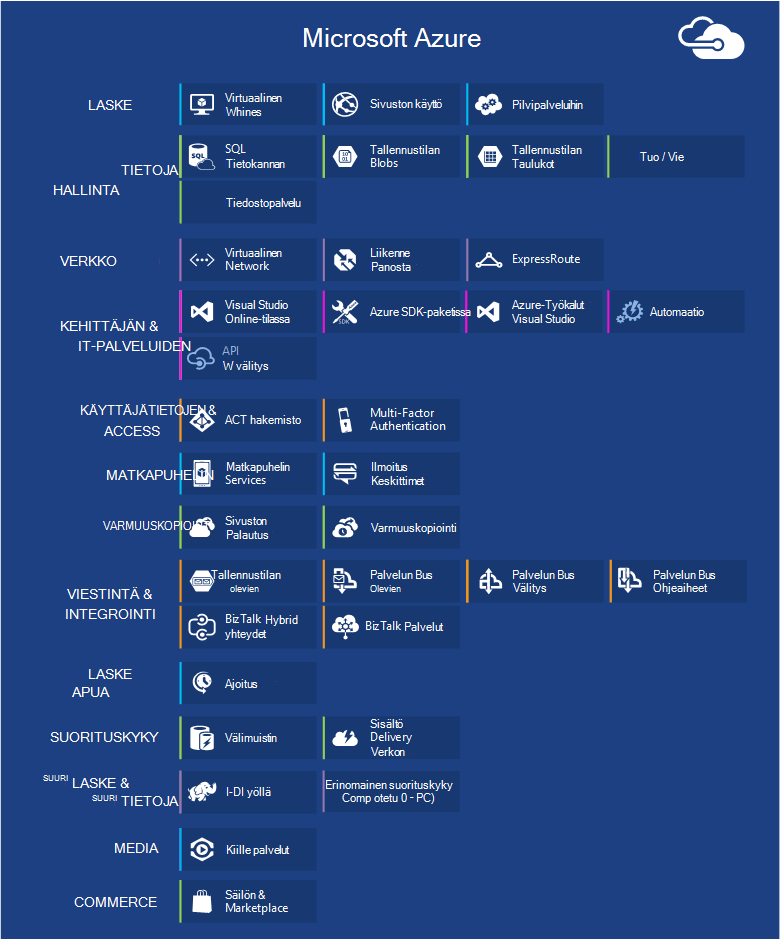 Microsoft Azure
LASKE
Virtuaalinen
Whines
Sivuston käyttö
Pilvipalveluihin
TIETOJA
HALLINTA
SQL
SQL
Tietokannan
10
01
Tallennustilan
Blobs
Tallennustilan
Taulukot
Tuo / Vie
Tiedostopalvelu
VERKKO
Virtuaalinen
Network
Liikenne
Panosta
ExpressRoute
KEHITTÄJÄN &
IT-PALVELUIDEN
Visual Studio
Online-tilassa
SDK
Azure SDK-paketissa
Azure-Työkalut
Visual Studio
Automaatio
API
W välitys
KÄYTTÄJÄTIETOJEN &
ACCESS
ACT hakemisto
Multi-Factor
Authentication
MATKAPUHELIN
Matkapuhelin
Services
Ilmoitus
Keskittimet
VARMUUSKOPIOINTI
Sivuston
Palautus
Varmuuskopiointi
VIESTINTÄ &
INTEGROINTI
Tallennustilan
olevien
Palvelun Bus
Olevien
Palvelun Bus
Välitys
Palvelun Bus
Ohjeaiheet
BizTalk Hybrid
yhteydet
BizTalk Palvelut
LASKE
APUA
Ajoitus
SUORITUSKYKY
Välimuistin
Sisältö
Delivery
Verkon
SUURI LASKE &
SUURI TIETOJA
I-DI yöllä
Erinomainen suorituskyky
Comp otetu 0 - PC)
MEDIA
Kiille palvelut
COMMERCE
Säilön &
Marketplace